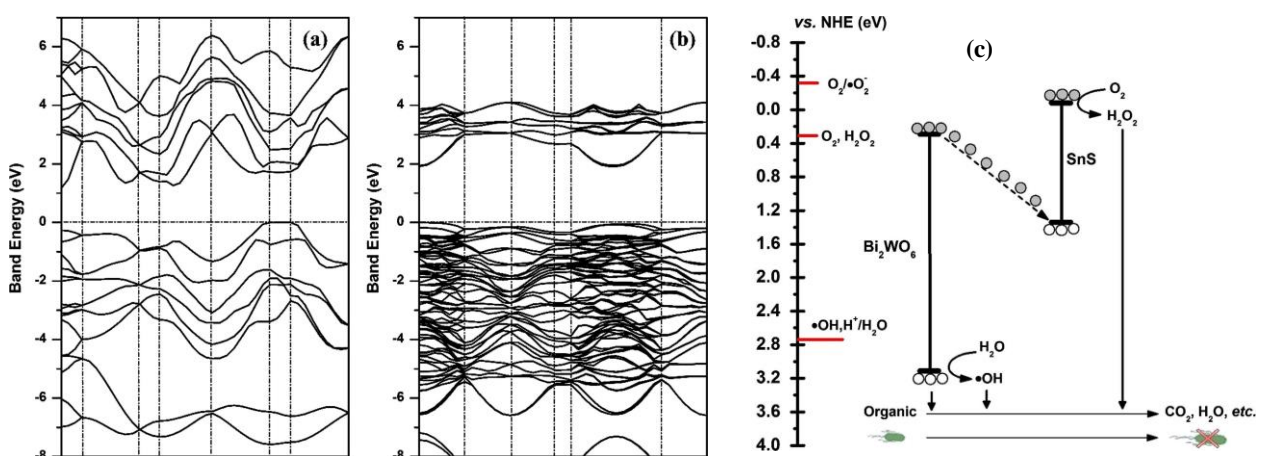 (a)
Band Energy (eV)
6
4
2
0
-2
-4
-6
-8
(b)
Band Energy (eV)
6
4
2
0
-2
-4
-6
-8
(c)
vs. NHE (eV)
-0.8
-0.4
0.0
0.4
0.8
1.2
1.6
2.0
2.4
2.8
3.2
3.6
4.0
O₂/•O₂⁻
O₂, H₂O₂
•OH,H⁺/H₂O
Bi₂WO₆
SnS
O₂
H₂O₂
H₂O
•OH
Organic
CO₂, H₂O, etc.